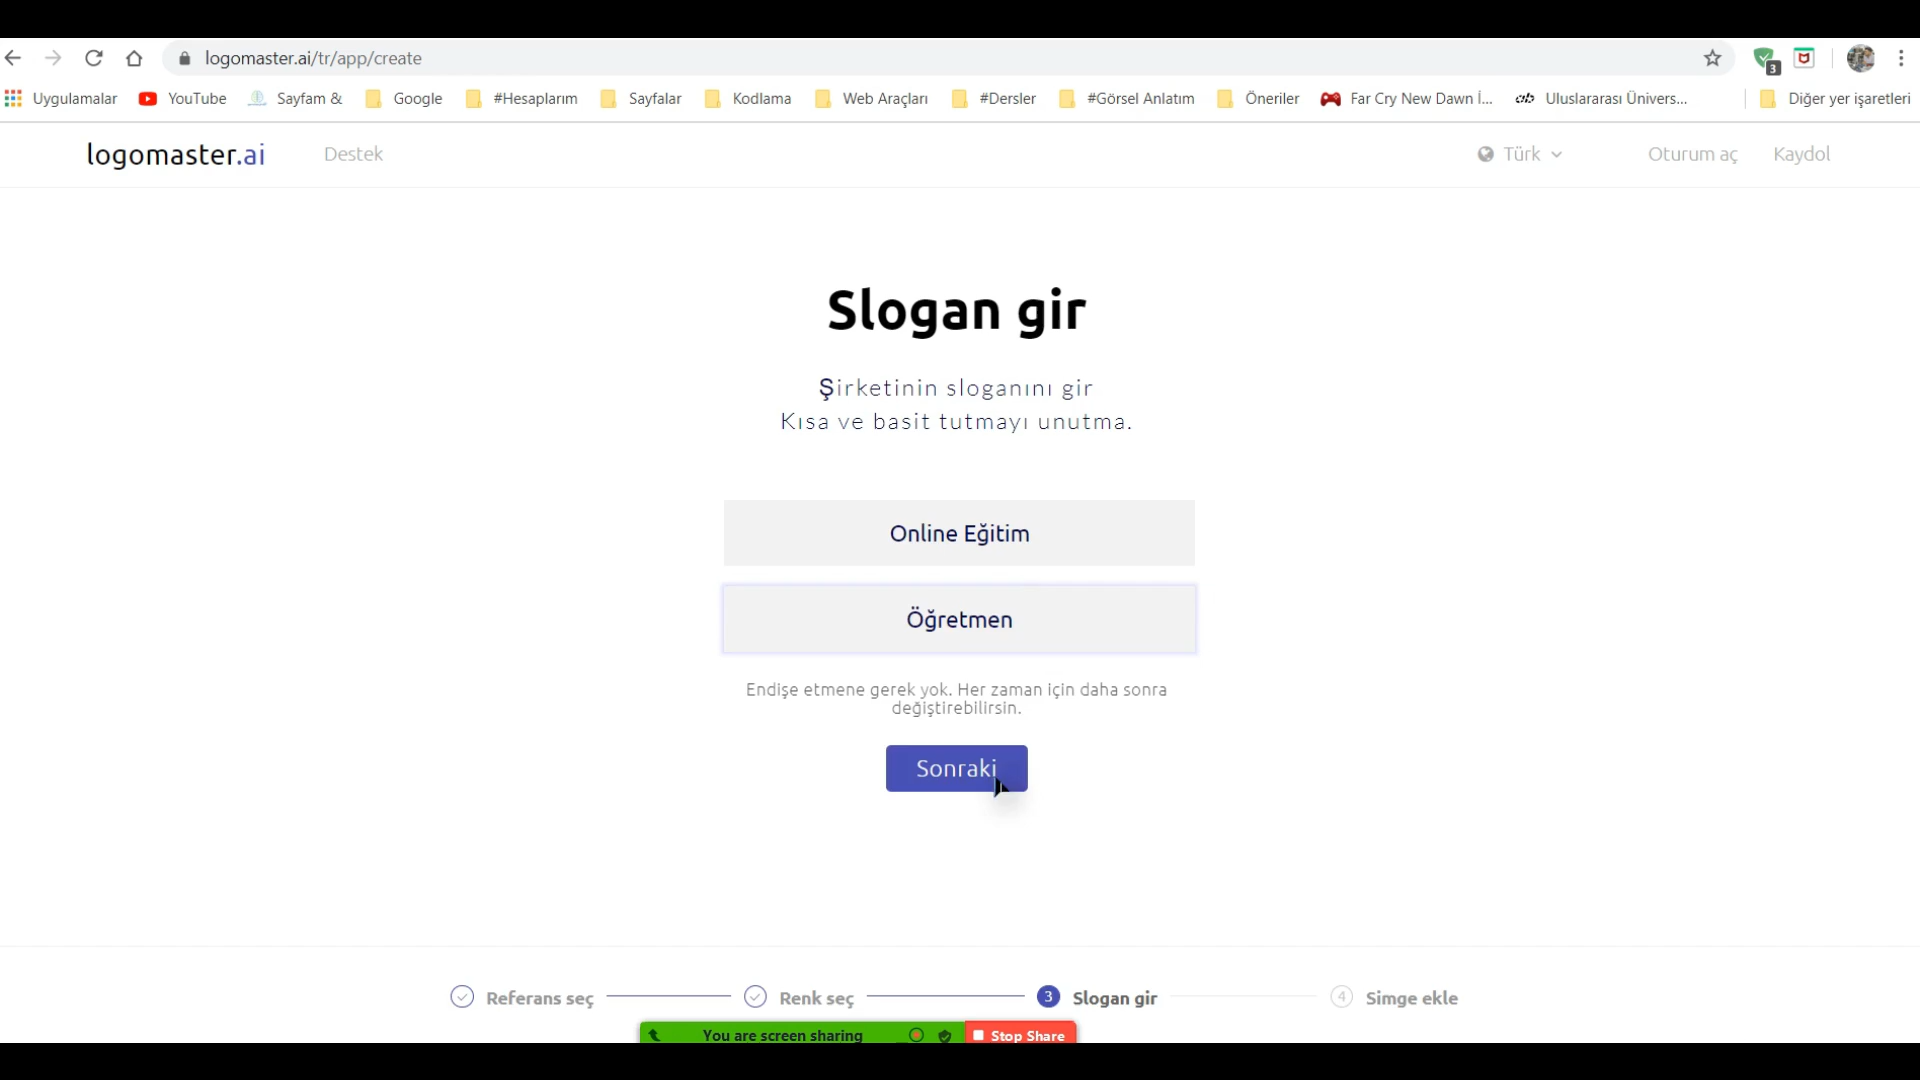 logomaster.ai/tr/app/create
3
Uygulamalar YouTube Sayfam & Google #Hesaplarım Sayfalar Kodlama Web Araçları #Dersler #Görsel Anlatım Öneriler Far Cry New Dawn İ... Uluslararası Ünivers... Diğer yer işaretleri
logomaster.ai Destek Türk Oturum aç Kaydol
Slogan gir
Şirketinin sloganını gir
Kısa ve basit tutmayı unutma.
Online Eğitim
Öğretmen
Endişe etmene gerek yok. Her zaman için daha sonra
değiştirebilirsin.
Sonraki
Referans seç Renk seç 3 Slogan gir 4 Simge ekle
You are screen sharing Stop Share